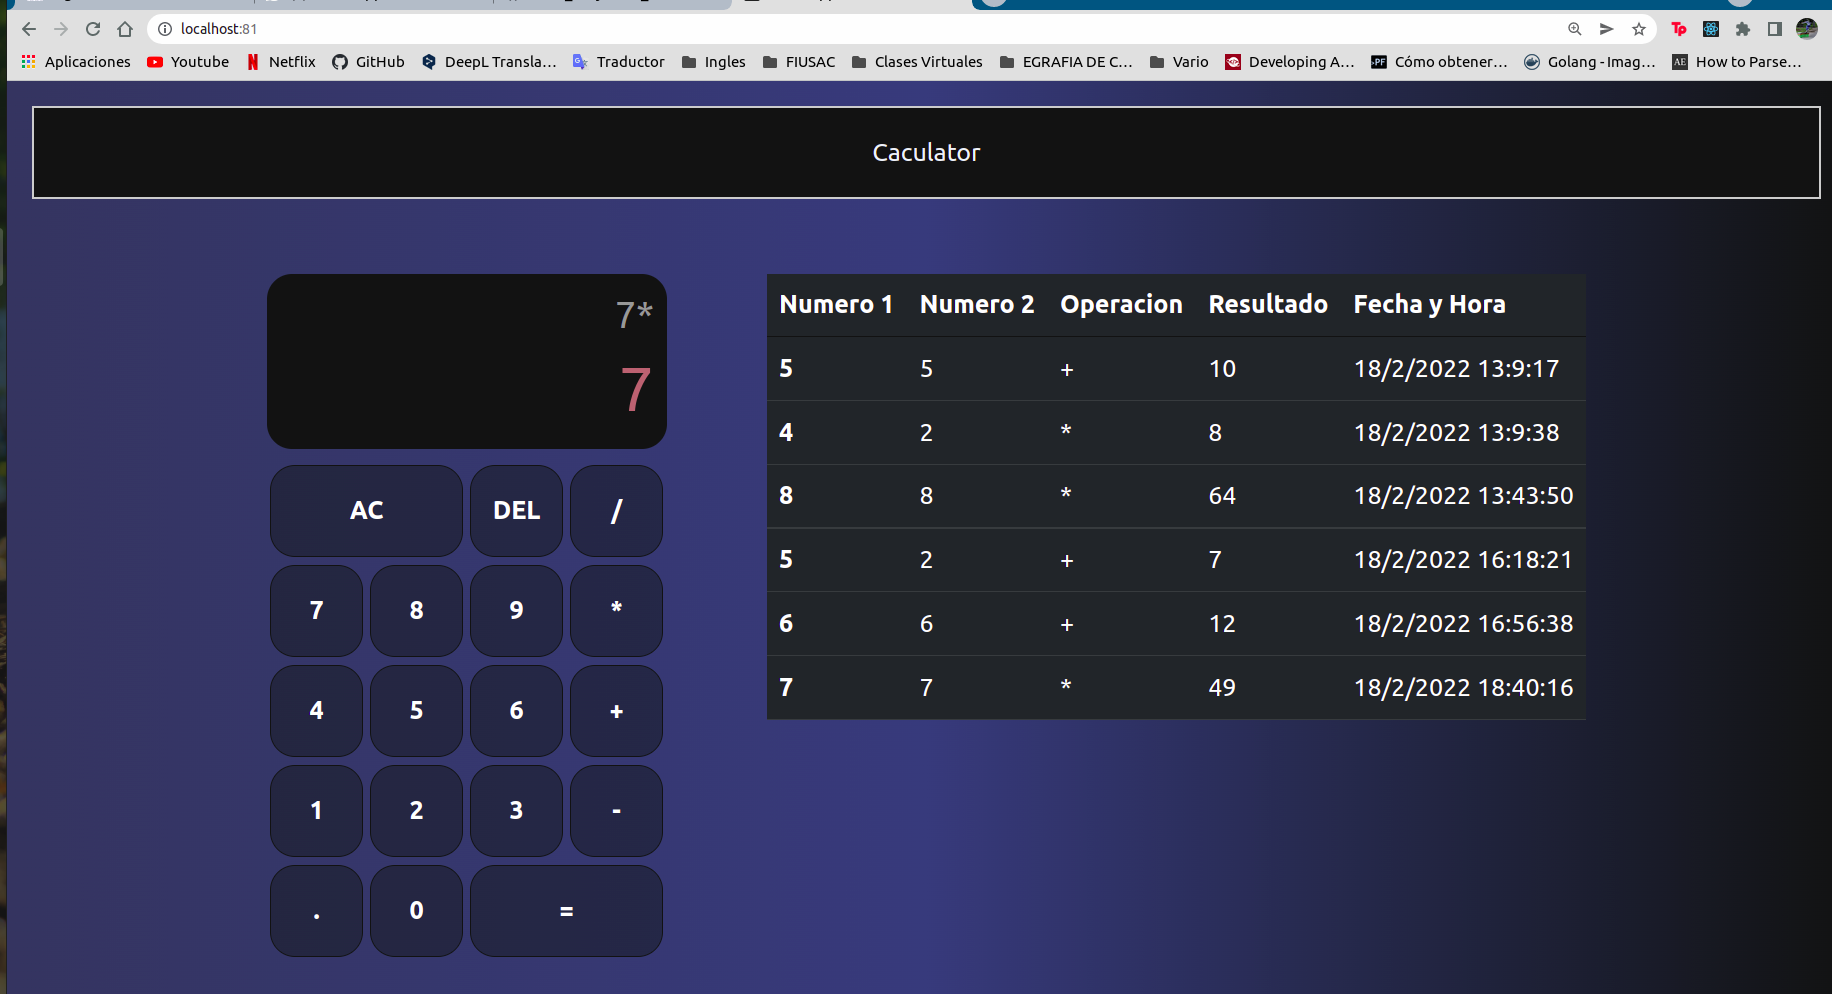 localhost:81
Aplicaciones Youtube Netflix GitHub DeepL Transla... Traductor Ingles FIUSAC Clases Virtuales EGRAFIA DE C... Vario Developing A... Cómo obtener... Golang - Imag... How to Parse...
Caculator
7*
7
AC DEL /
7 8 9 *
4 5 6 +
1 2 3 -
. 0 =
Numero 1 Numero 2 Operacion Resultado Fecha y Hora
5 5 + 10 18/2/2022 13:9:17
4 2 * 8 18/2/2022 13:9:38
8 8 * 64 18/2/2022 13:43:50
5 2 + 7 18/2/2022 16:18:21
6 6 + 12 18/2/2022 16:56:38
7 7 * 49 18/2/2022 18:40:16